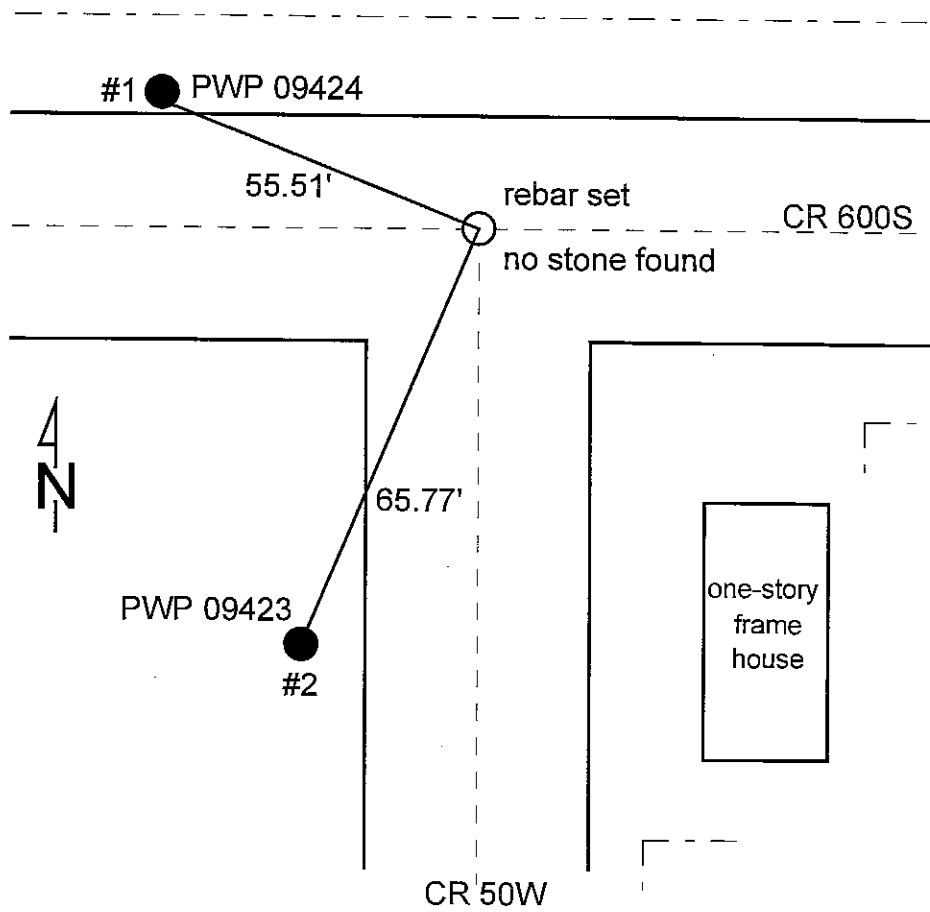 #1 PWP 09424
55.51'
rebar set
CR 600S
no stone found
N
65.77'
PWP 09423
#2
one-story
frame
house
CR 50W